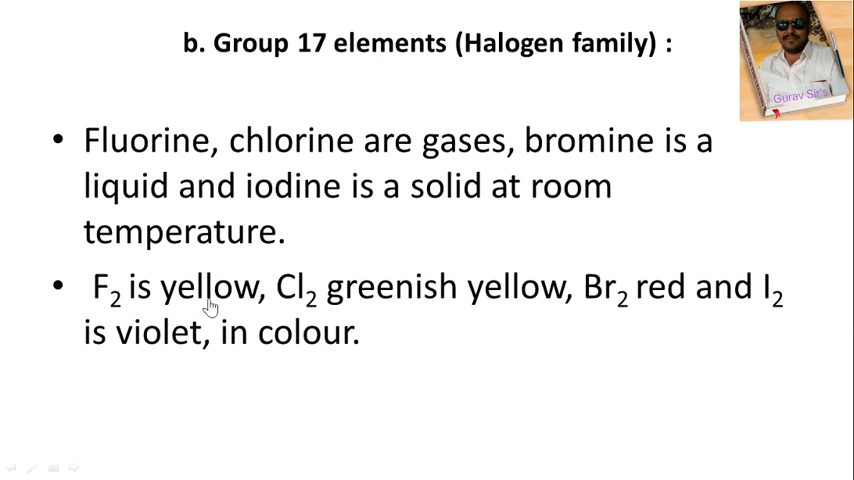 b. Group 17 elements (Halogen family) :
Gurav Sir's
• Fluorine, chlorine are gases, bromine is a
liquid and iodine is a solid at room
temperature.
• F₂ is yellow, Cl₂ greenish yellow, Br₂ red and I₂
is violet, in colour.